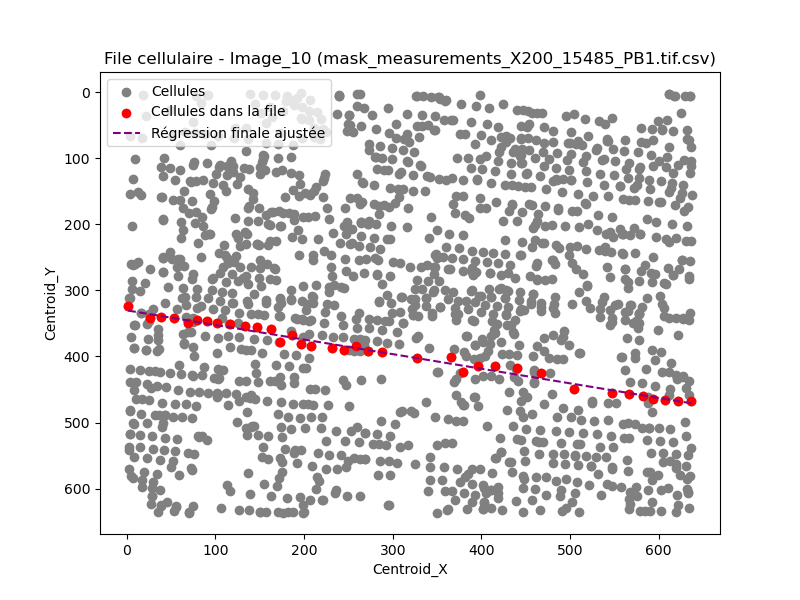 File cellulaire - Image_10 (mask_measurements_X200_15485_PB1.tif.csv)
Cellules
Cellules dans la file
Régression finale ajustée
0
100
200
300
400
500
600
Centroid_Y
0 100 200 300 400 500 600
Centroid_X